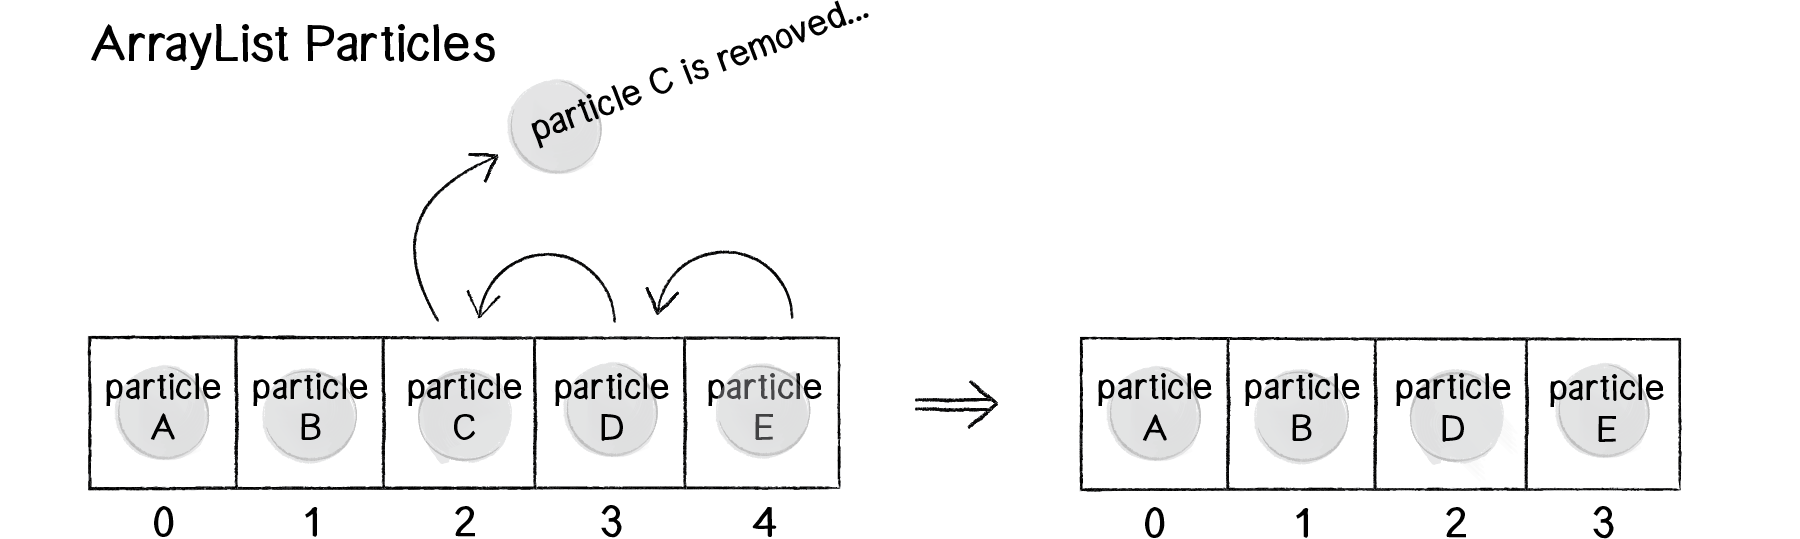 ArrayList Particles
particle C is removed...
particle particle particle particle particle
A B C D E
0 1 2 3 4
particle particle particle particle
A B D E
0 1 2 3